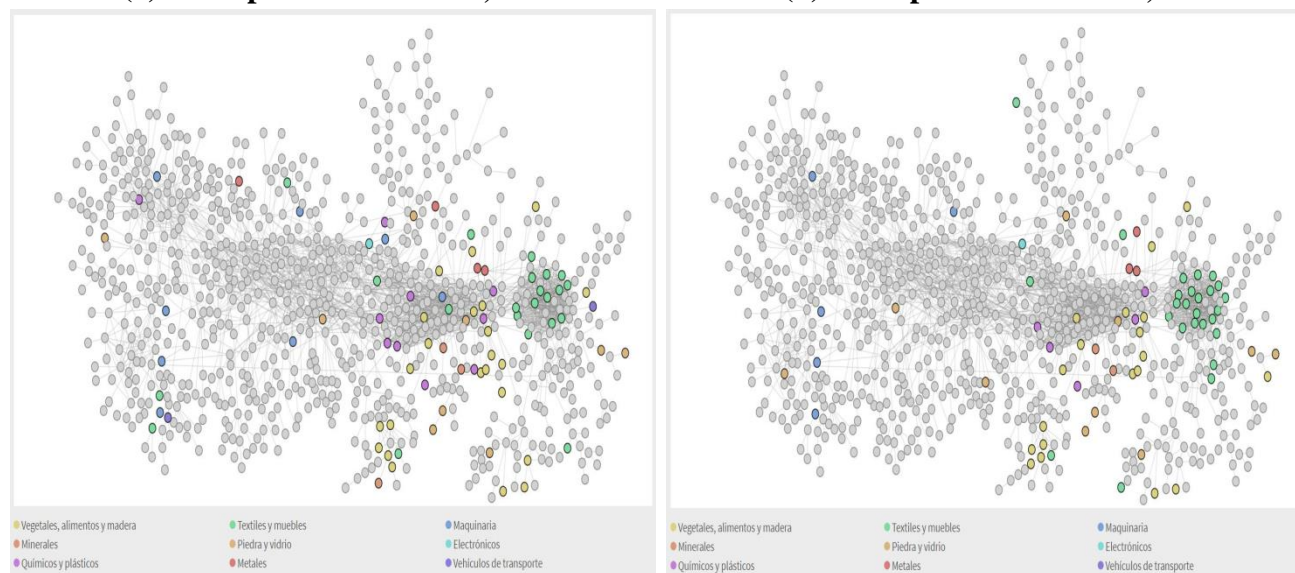 Vegetales, alimentos y madera
Textiles y muebles
Maquinaria
Minerales
Piedra y vidrio
Electrónicos
Químicos y plásticos
Metales
Vehículos de transporte
Vegetales, alimentos y madera
Textiles y muebles
Maquinaria
Minerales
Piedra y vidrio
Electrónicos
Químicos y plásticos
Metales
Vehículos de transporte